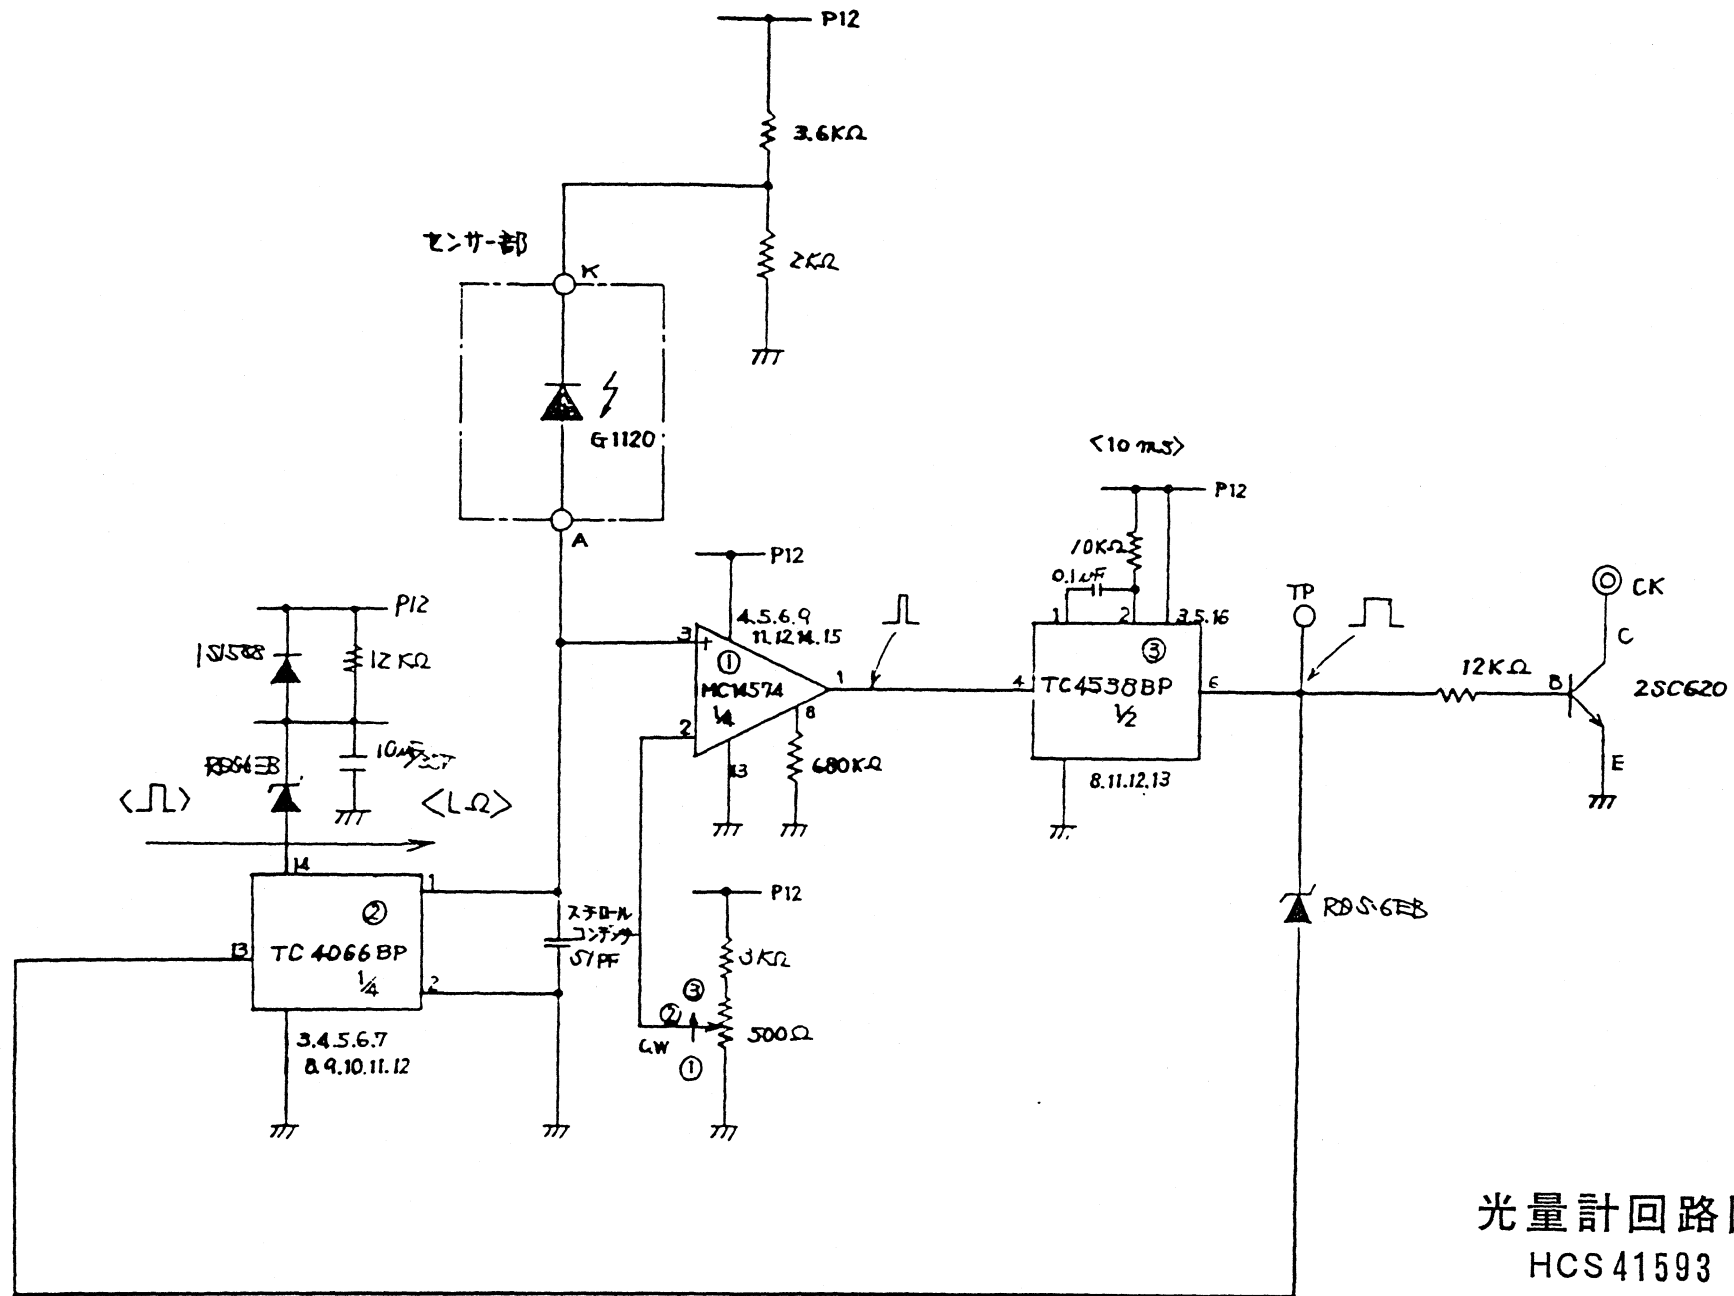 P12
3.6KΩ
センサー部
K
2KΩ
G1120
A
<10 ms>
P12
10KΩ
0.1μF
1
2
3.5.16
P12
4.5.6.9
11.12.14.15
3
+
①
MC14574
1/4
1
2
8
13
680KΩ
4
③
TC4538BP
1/2
6
8.11.12.13
TP
12KΩ
B
C
E
CK
2SC620
P12
1S1588
12KΩ
RD5.6EB
< >
14
②
TC4066BP
1/4
13
1
2
3.4.5.6.7
8.9.10.11.12
スチロール
コンデンサ
51PF
P12
3KΩ
③
②
①
CW
500Ω
RD5.6EB
光量計回路
HCS41593